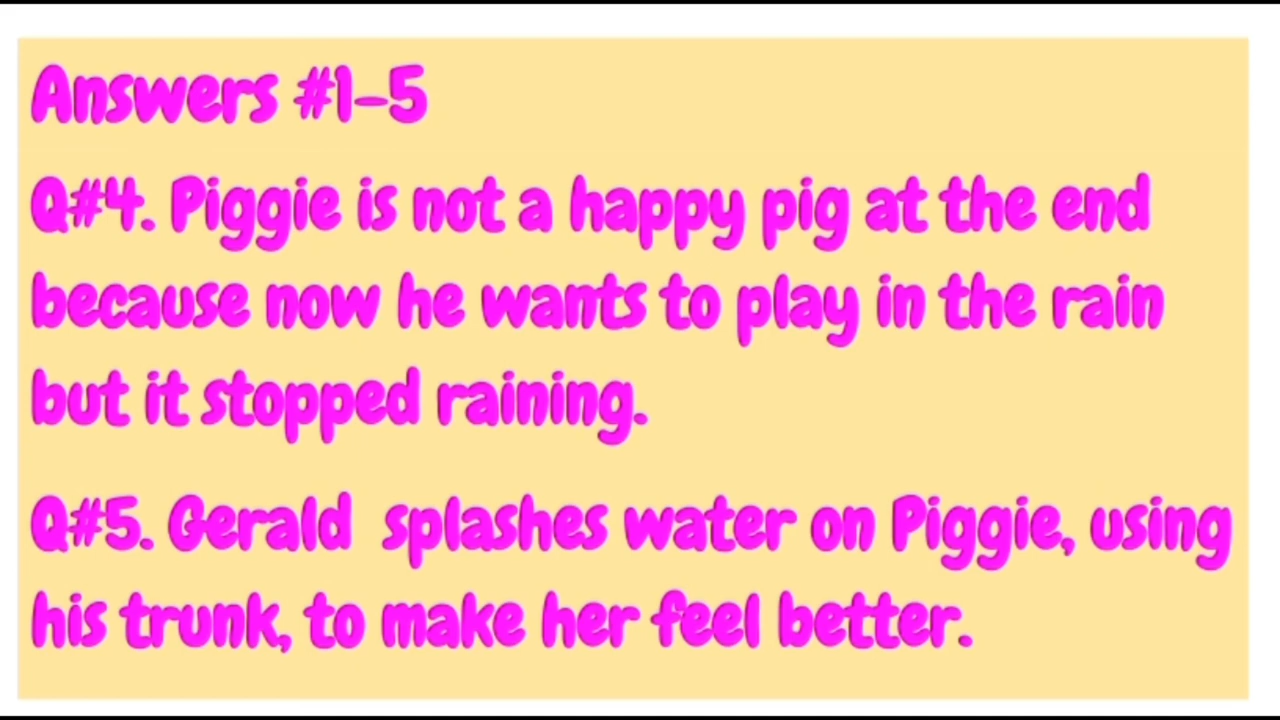 Answers #1-5
Q#4. Piggie is not a happy pig at the end
because now he wants to play in the rain
but it stopped raining.
Q#5. Gerald splashes water on Piggie, using
his trunk, to make her feel better.